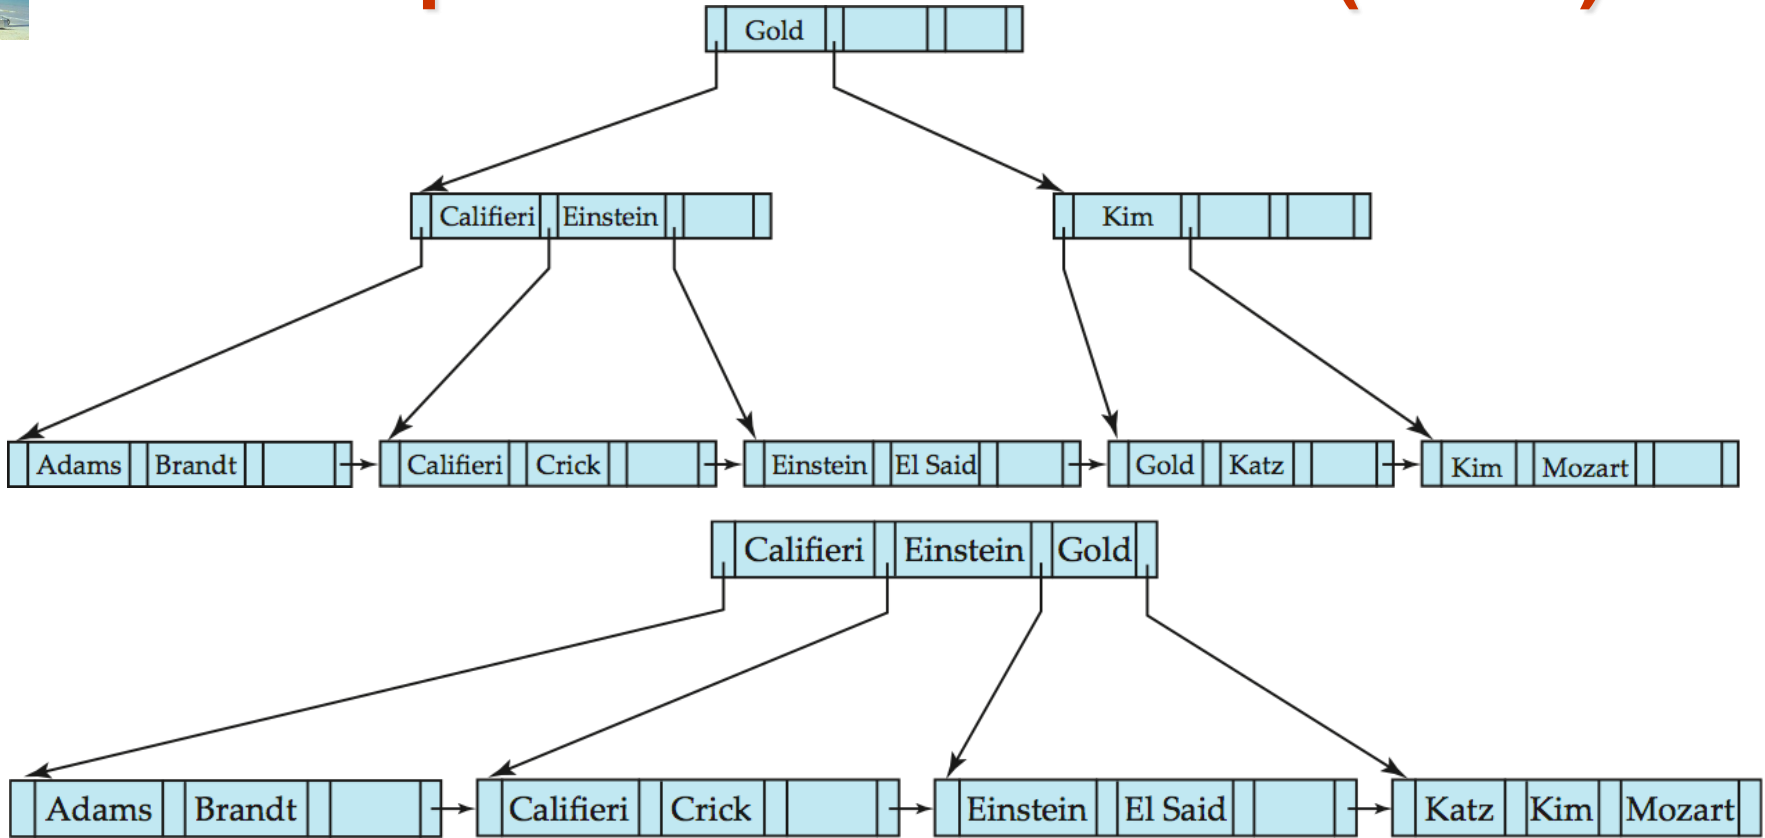 Gold
Califieri Einstein
Kim
Adams Brandt Califieri Crick Einstein El Said Gold Katz Kim Mozart
Califieri Einstein Gold
Adams Brandt Califieri Crick Einstein El Said Katz Kim Mozart